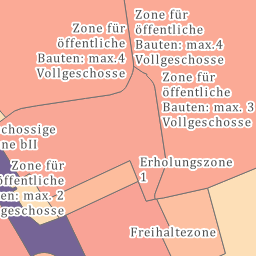 Zone für
öffentliche
Bauten: max.4
Vollgeschosse
Zone für
öffentliche
Bauten: max.4
Vollgeschosse
Zone für
öffentliche
Bauten: max. 3
Vollgeschosse
chossige
ne bII
Zone für
öffentliche
en: max. 2
geschosse
Erholungszone
1
Freihaltezone